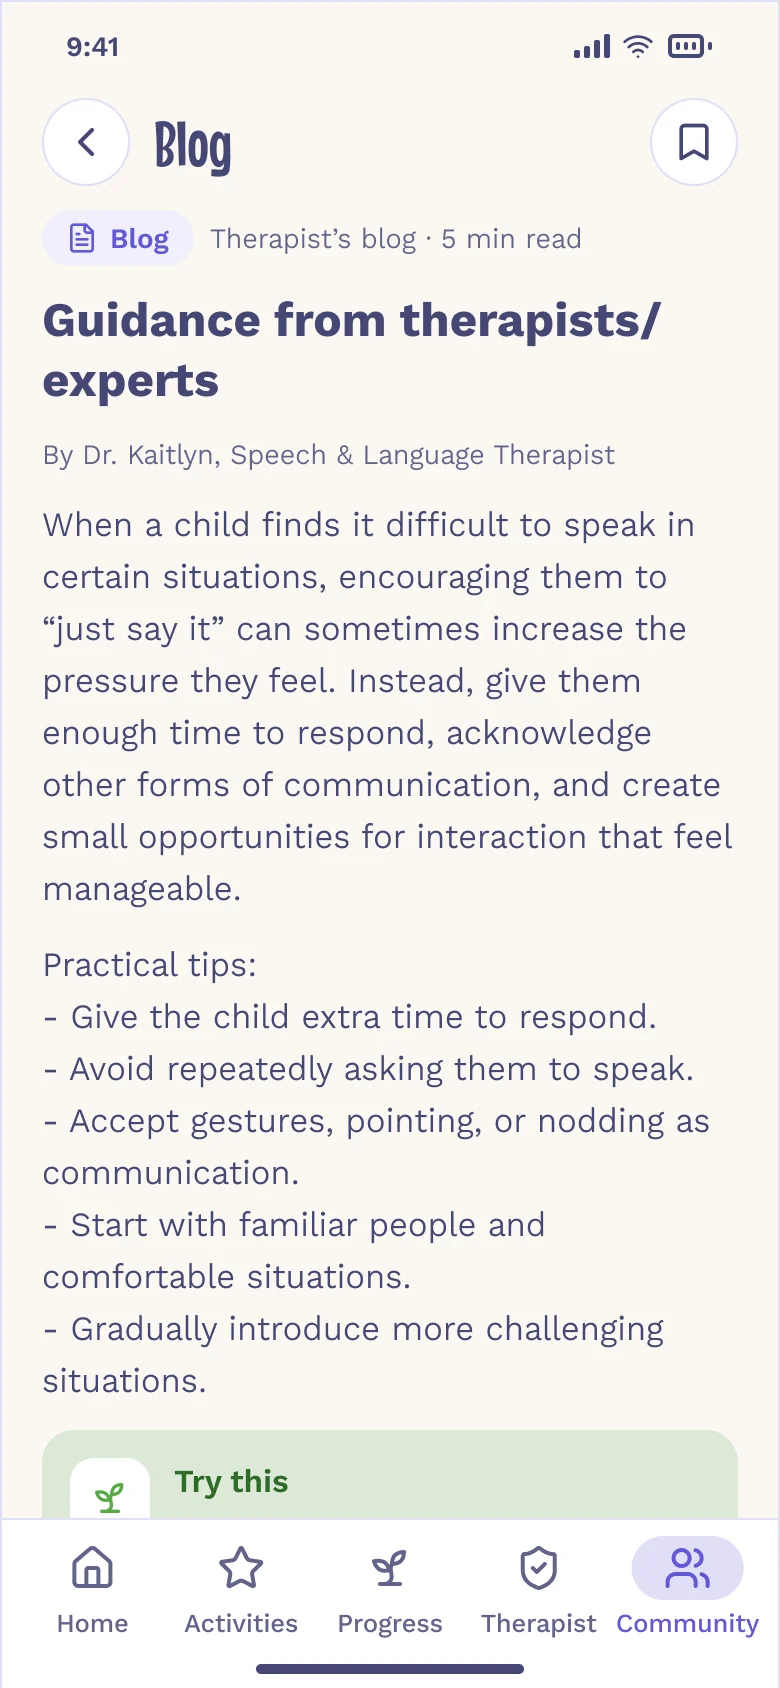 9:41
Blog
Blog
Therapist’s blog · 5 min read
Guidance from therapists/
experts
By Dr. Kaitlyn, Speech & Language Therapist
When a child finds it difficult to speak in
certain situations, encouraging them to
“just say it” can sometimes increase the
pressure they feel. Instead, give them
enough time to respond, acknowledge
other forms of communication, and create
small opportunities for interaction that feel
manageable.
Practical tips:
- Give the child extra time to respond.
- Avoid repeatedly asking them to speak.
- Accept gestures, pointing, or nodding as
communication.
- Start with familiar people and
comfortable situations.
- Gradually introduce more challenging
situations.
Try this
Home Activities Progress Therapist Community